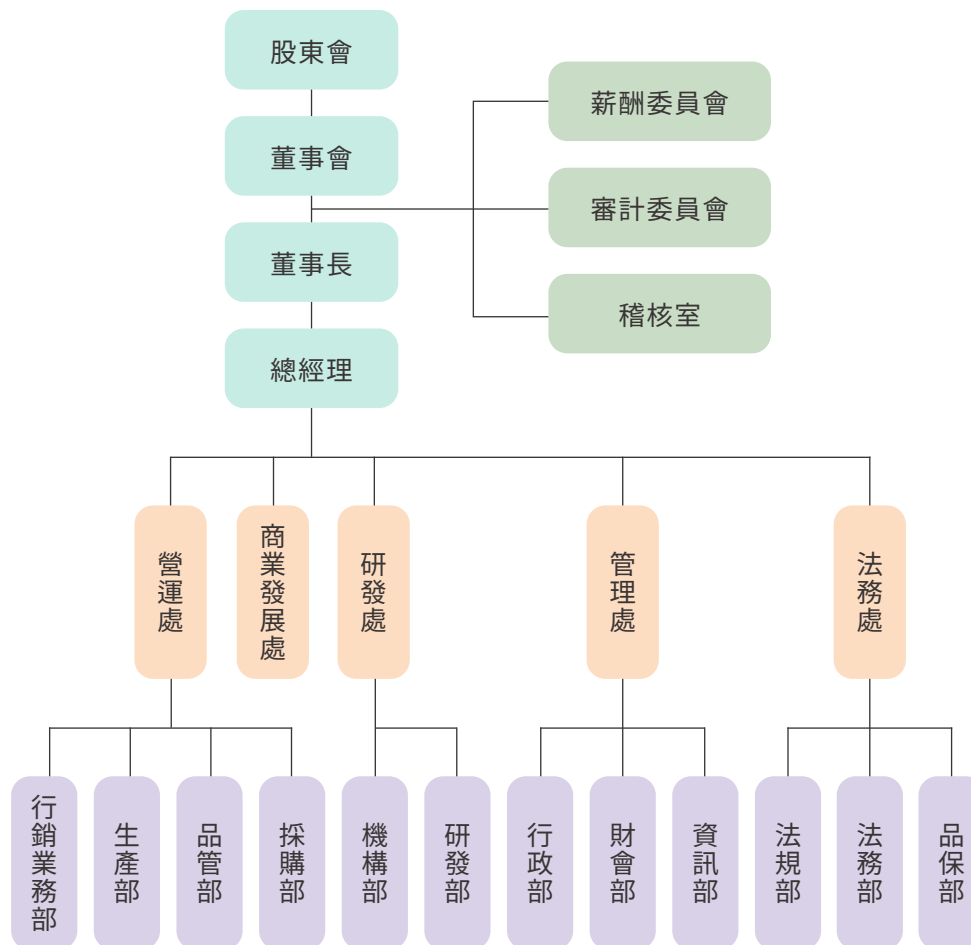 股東會
董事會
董事長
總經理
薪酬委員會
審計委員會
稽核室
營運處
商業發展處
研發處
管理處
法務處
行銷業務部
生產部
品管部
採購部
機構部
研發部
行政部
財會部
資訊部
法規部
法務部
品保部